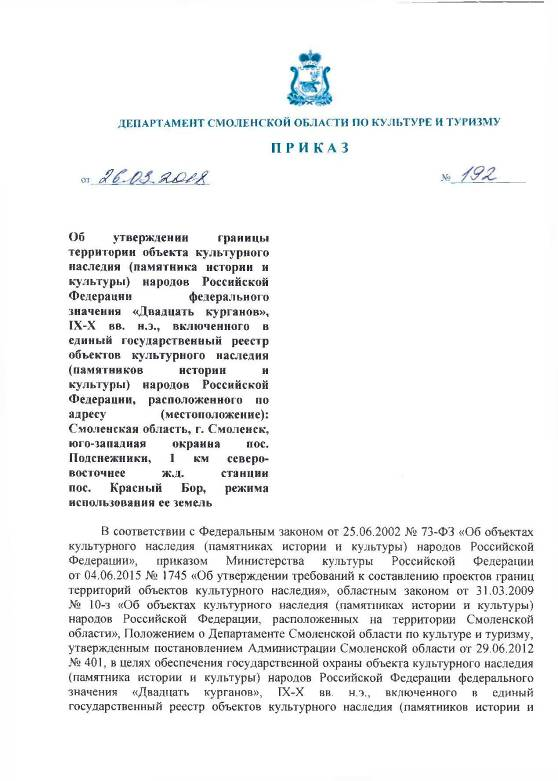 ДЕПАРТАМЕНТ СМОЛЕНСКОЙ ОБЛАСТИ ПО КУЛЬТУРЕ И ТУРИЗМУ
ПРИКАЗ
от 26.03.2018 № 192
Об утверждении границы
территории объекта культурного
наследия (памятника истории и
культуры) народов Российской
Федерации федерального
значения «Двадцать курганов»,
IX-X вв. н.э., включенного в
единый государственный реестр
объектов культурного наследия
(памятников истории и
культуры) народов Российской
Федерации, расположенного по
адресу (местоположение):
Смоленская область, г. Смоленск,
юго-западная окраина пос.
Подснежники, 1 км северо-
восточнее ж.д. станции
пос. Красный Бор, режима
использования ее земель
В соответствии с Федеральным законом от 25.06.2002 № 73-ФЗ «Об объектах
культурного наследия (памятниках истории и культуры) народов Российской
Федерации», приказом Министерства культуры Российской Федерации
от 04.06.2015 № 1745 «Об утверждении требований к составлению проектов границ
территорий объектов культурного наследия», областным законом от 31.03.2009
№ 10-з «Об объектах культурного наследия (памятниках истории и культуры)
народов Российской Федерации, расположенных на территории Смоленской
области», Положением о Департаменте Смоленской области по культуре и туризму,
утвержденным постановлением Администрации Смоленской области от 29.06.2012
№ 401, в целях обеспечения государственной охраны объекта культурного наследия
(памятника истории и культуры) народов Российской Федерации федерального
значения «Двадцать курганов», IX-X вв. н.э., включенного в единый
государственный реестр объектов культурного наследия (памятников истории и